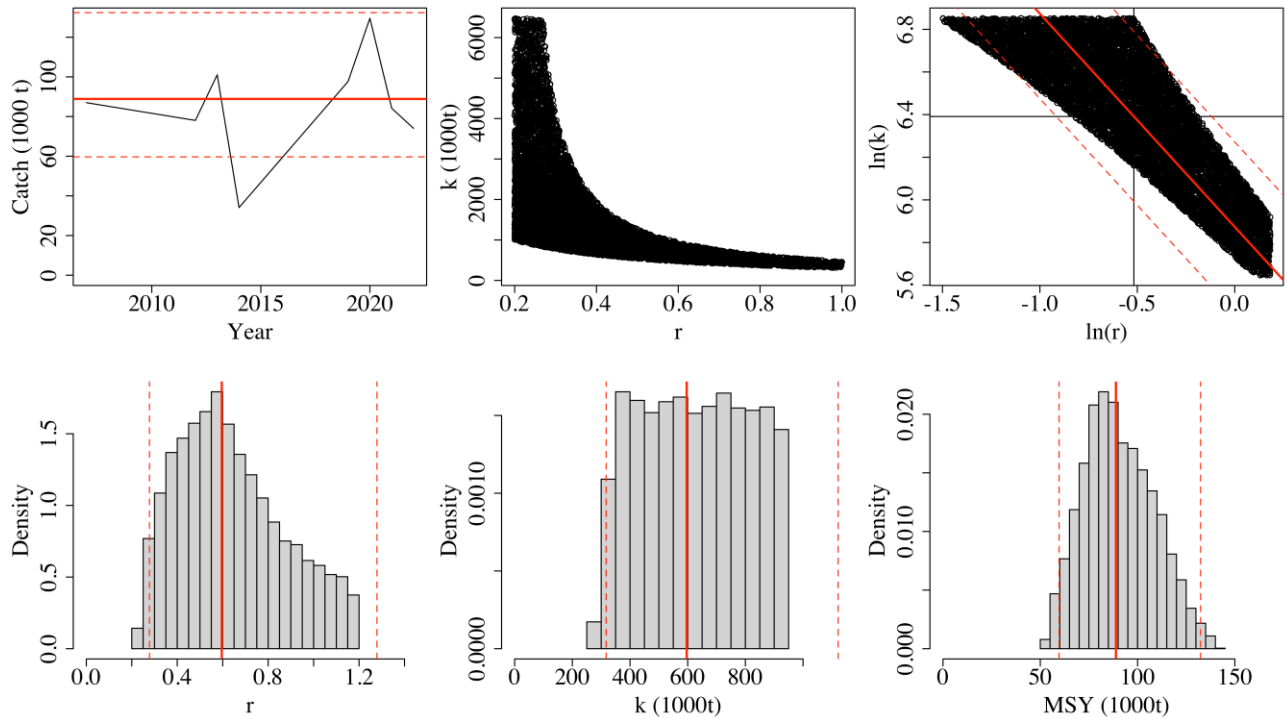 Catch (1000 t)
0 20 60 100
2010 2015 2020
Year
k (1000t)
0 1000 2000 4000 6000
0.2 0.4 0.6 0.8 1.0
r
ln(k)
5.6 6.0 6.4 6.8
-1.5 -1.0 -0.5 0.0
ln(r)
Density
0.0 0.5 1.0 1.5
0.0 0.4 0.8 1.2
r
Density
0.0000 0.0010
0 200 400 600 800
k (1000t)
Density
0.000 0.010 0.020
0 50 100 150
MSY (1000t)